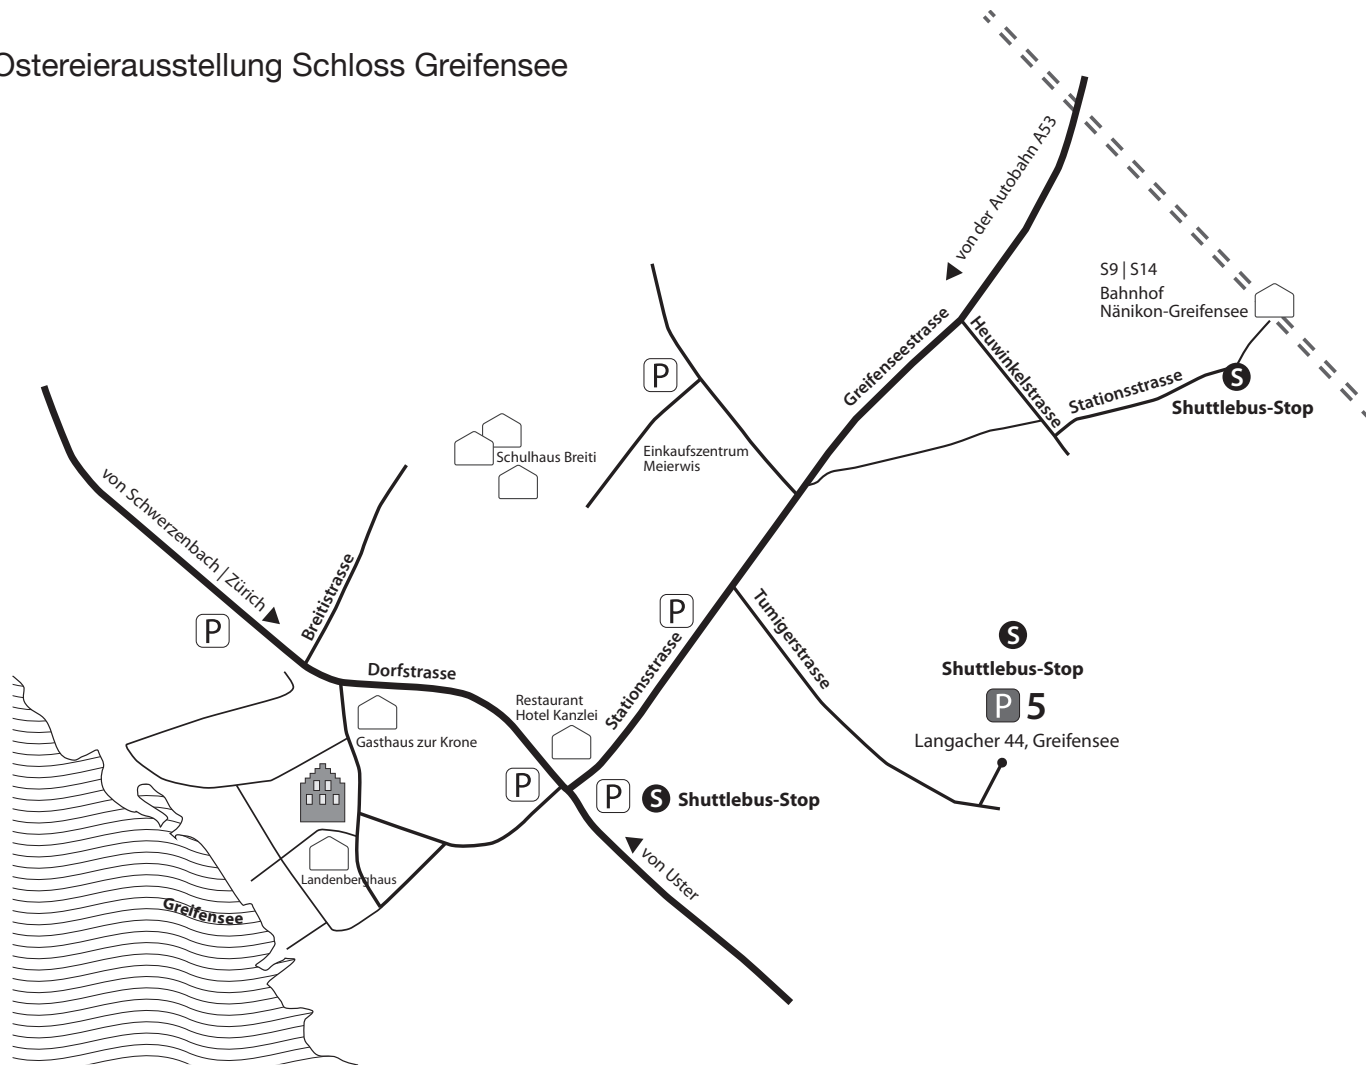 Ostereierausstellung Schloss Greifensee
von der Autobahn A53
S9 | S14
Bahnhof
Nänikon-Greifensee
Greifenseestrasse
Heuwinkelstrasse
Stationsstrasse
S
Shuttlebus-Stop
P
Einkaufszentrum
Meierwis
Schulhaus Breiti
von Schwerzenbach | Zürich
P
Breitistrasse
Dorfstrasse
P
Stationsstrasse
Tumigerstrasse
S
Shuttlebus-Stop
P 5
Langacher 44, Greifensee
Restaurant
Hotel Kanzlei
Gasthaus zur Krone
P
P S Shuttlebus-Stop
von Uster
Landenberghaus
Greifensee